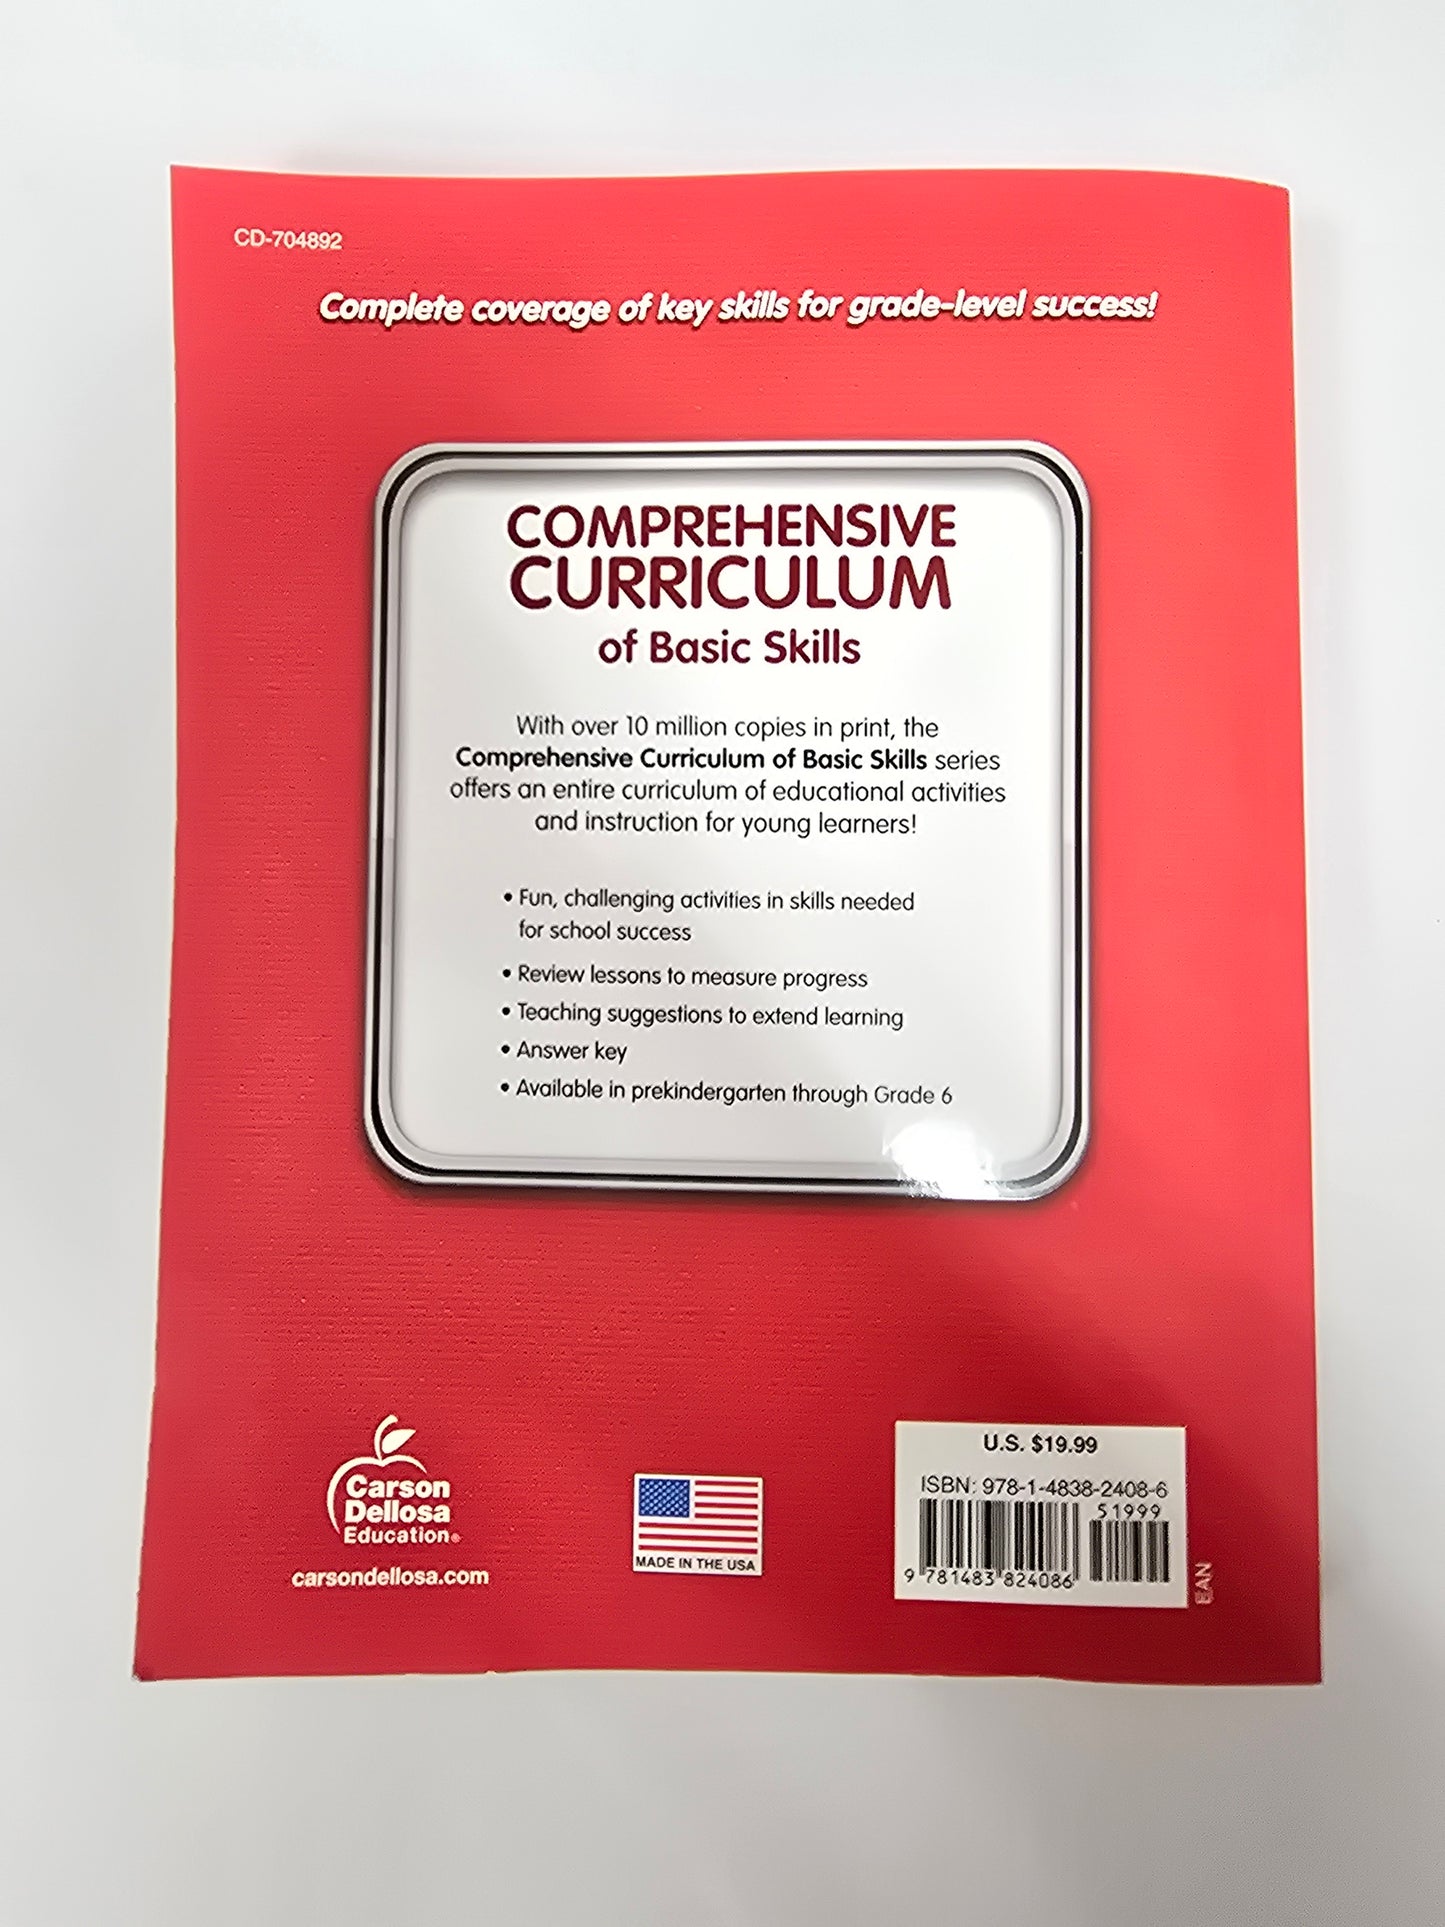 CD-704892
Complete coverage of key skills for grade-level success!
COMPREHENSIVE
CURRICULUM
of Basic Skills
With over 10 million copies in print, the
Comprehensive Curriculum of Basic Skills series
offers an entire curriculum of educational activities
and instruction for young learners!
• Fun, challenging activities in skills needed
for school success
• Review lessons to measure progress
• Teaching suggestions to extend learning
• Answer key
• Available in prekindergarten through Grade 6
Carson
Dellosa
Education®
carsondellosa.com
MADE IN THE USA
U.S. $19.99
ISBN: 978-1-4838-2408-6
51999
9 781483 824086
EAN